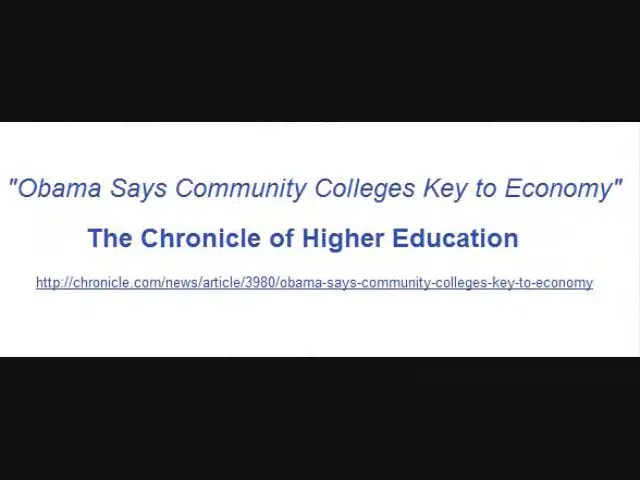 "Obama Says Community Colleges Key to Economy"
The Chronicle of Higher Education
http://chronicle.com/news/article/3980/obama-says-community-colleges-key-to-economy